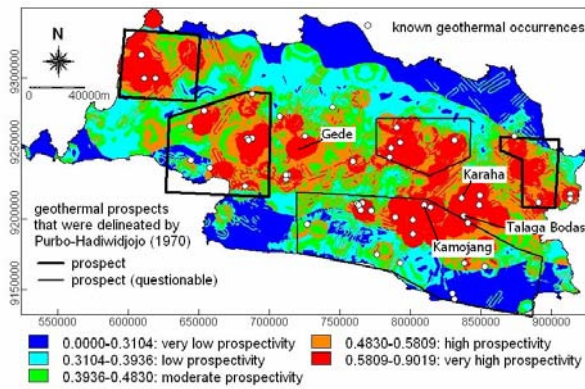 known geothermal occurrences
N
40000m
Gede
Karaha
Talaga Bodas
Kamojang
geothermal prospects
that were delineated by
Purbo-Hadiwidjojo (1970)
prospect
prospect (questionable)
9300000
9250000
9200000
9150000
550000 600000 650000 700000 750000 800000 850000 900000
0.0000-0.3104: very low prospectivity
0.3104-0.3936: low prospectivity
0.3936-0.4830: moderate prospectivity
0.4830-0.5809: high prospectivity
0.5809-0.9019: very high prospectivity